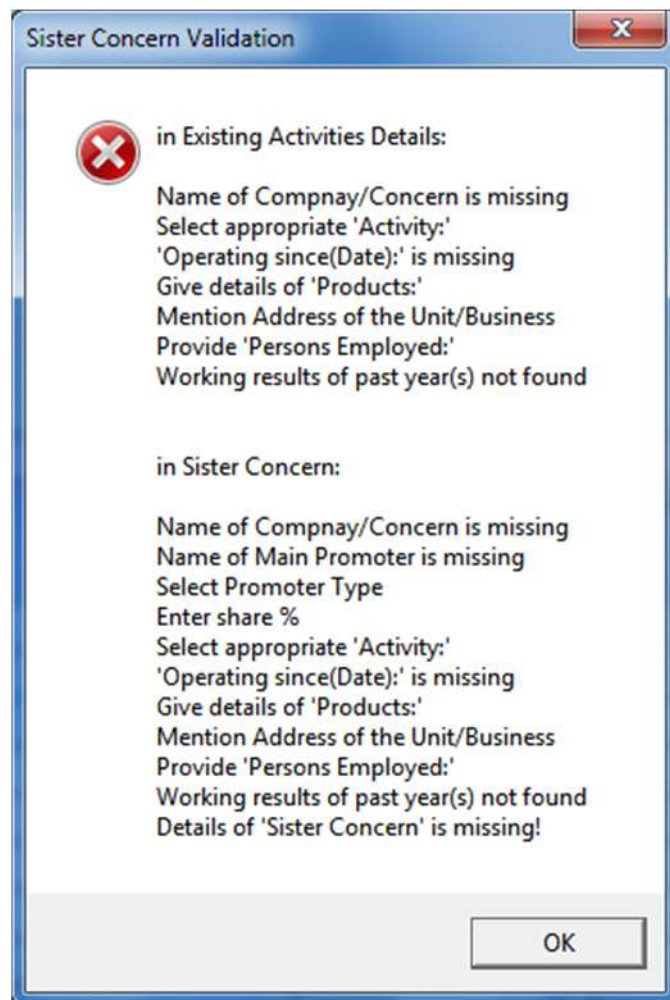 Sister Concern Validation
in Existing Activities Details:
Name of Compnay/Concern is missing
Select appropriate 'Activity:'
'Operating since(Date):' is missing
Give details of 'Products:'
Mention Address of the Unit/Business
Provide 'Persons Employed:'
Working results of past year(s) not found
in Sister Concern:
Name of Compnay/Concern is missing
Name of Main Promoter is missing
Select Promoter Type
Enter share %
Select appropriate 'Activity:'
'Operating since(Date):' is missing
Give details of 'Products:'
Mention Address of the Unit/Business
Provide 'Persons Employed:'
Working results of past year(s) not found
Details of 'Sister Concern' is missing!
OK